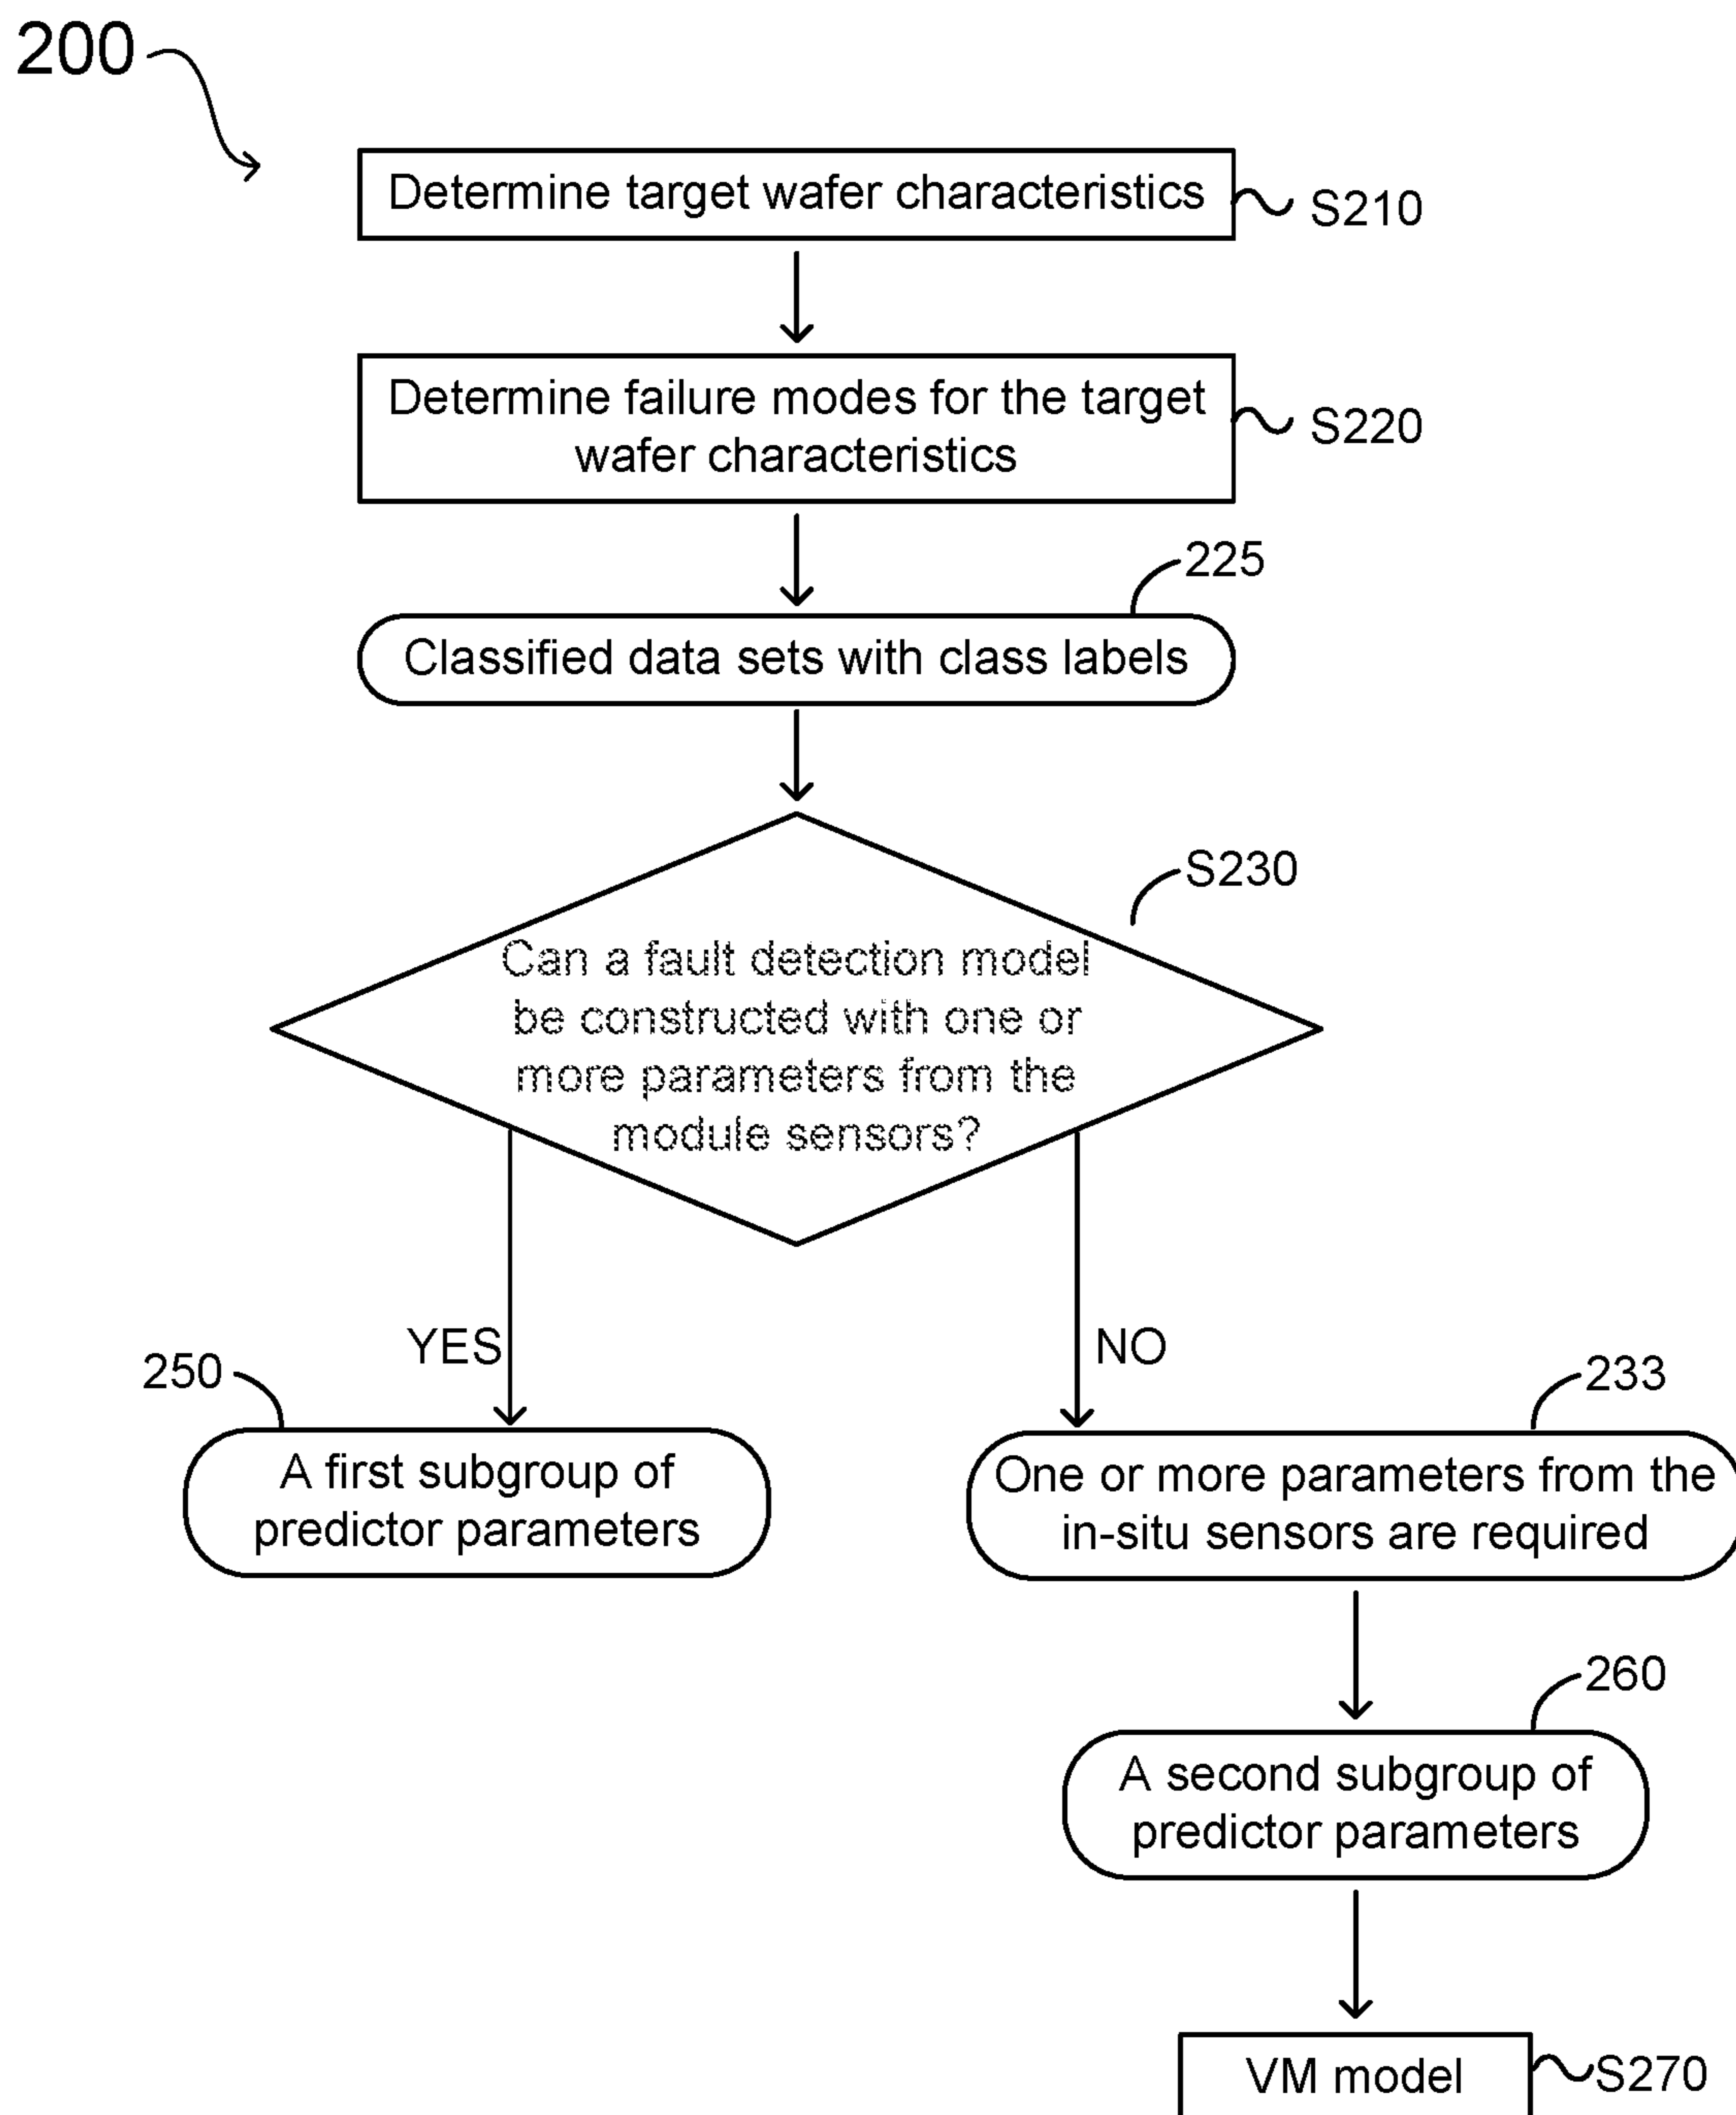 200
Determine target wafer characteristics
S210
Determine failure modes for the target
wafer characteristics
S220
225
Classified data sets with class labels
S230
Can a fault detection model
be constructed with one or
more parameters from the
module sensors?
YES
NO
250
A first subgroup of
predictor parameters
233
One or more parameters from the
in-situ sensors are required
260
A second subgroup of
predictor parameters
VM model
S270